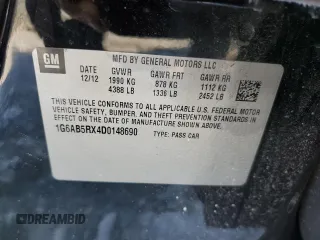 GM
MFD BY GENERAL MOTORS LLC
DATE GVWR GAWR FRT GAWR RR
12/12 1990 KG 878 KG 1112 KG
4388 LB 1936 LB 2452 LB
THIS VEHICLE CONFORMS TO ALL APPLICABLE U.S. FEDERAL MOTOR
VEHICLE SAFETY, BUMPER, AND THEFT PREVENTION STANDARDS IN
EFFECT ON THE DATE OF MANUFACTURE SHOWN ABOVE.
1G6AB5RX4D0148690 TYPE: PASS CAR
AUTOBIDMASTER